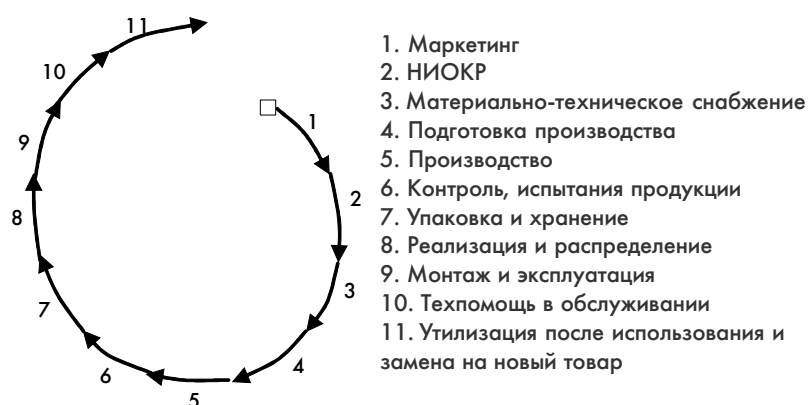 11
10
9
8
7
6
5
4
3
2
1
1. Маркетинг
2. НИОКР
3. Материально-техническое снабжение
4. Подготовка производства
5. Производство
6. Контроль, испытания продукции
7. Упаковка и хранение
8. Реализация и распределение
9. Монтаж и эксплуатация
10. Техпомощь в обслуживании
11. Утилизация после использования и
замена на новый товар